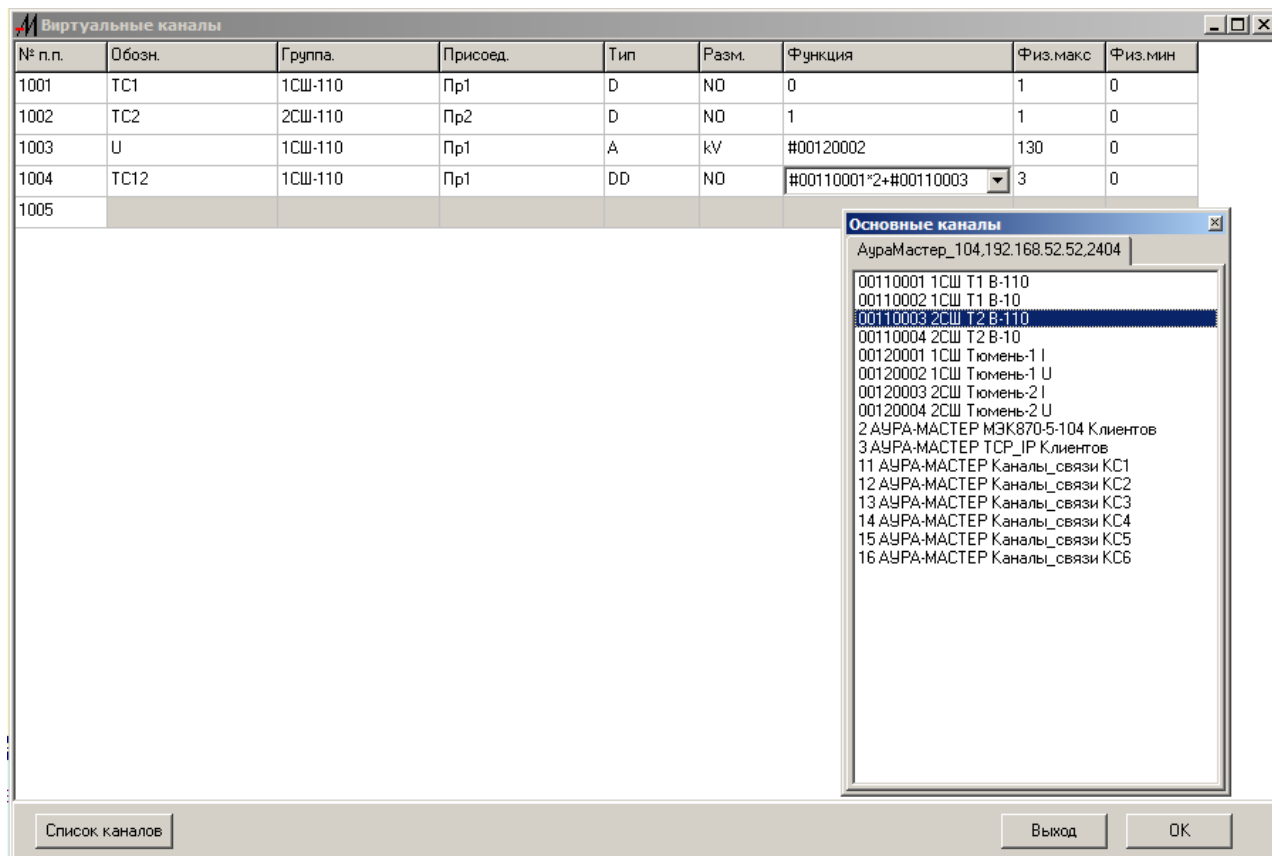 Виртуальные каналы
№ п.п. Обозн. Группа. Присоед. Тип Разм. Функция Физ.макс Физ.мин
1001 ТС1 1СШ-110 Пр1 D NO 0 1 0
1002 ТС2 2СШ-110 Пр2 D NO 1 1 0
1003 U 1СШ-110 Пр1 A kV #00120002 130 0
1004 ТС12 1СШ-110 Пр1 DD NO #00110001*2+#00110003 3 0
1005
Основные каналы
АураМастер_104,192.168.52.52,2404
00110001 1СШ Т1 В-110
00110002 1СШ Т1 В-10
00110003 2СШ Т2 В-110
00110004 2СШ Т2 В-10
00120001 1СШ Тюмень-1 I
00120002 1СШ Тюмень-1 U
00120003 2СШ Тюмень-2 I
00120004 2СШ Тюмень-2 U
2 АУРА-МАСТЕР МЭК870-5-104 Клиентов
3 АУРА-МАСТЕР TCP_IP Клиентов
11 АУРА-МАСТЕР Каналы_связи КС1
12 АУРА-МАСТЕР Каналы_связи КС2
13 АУРА-МАСТЕР Каналы_связи КС3
14 АУРА-МАСТЕР Каналы_связи КС4
15 АУРА-МАСТЕР Каналы_связи КС5
16 АУРА-МАСТЕР Каналы_связи КС6
Список каналов Выход OK